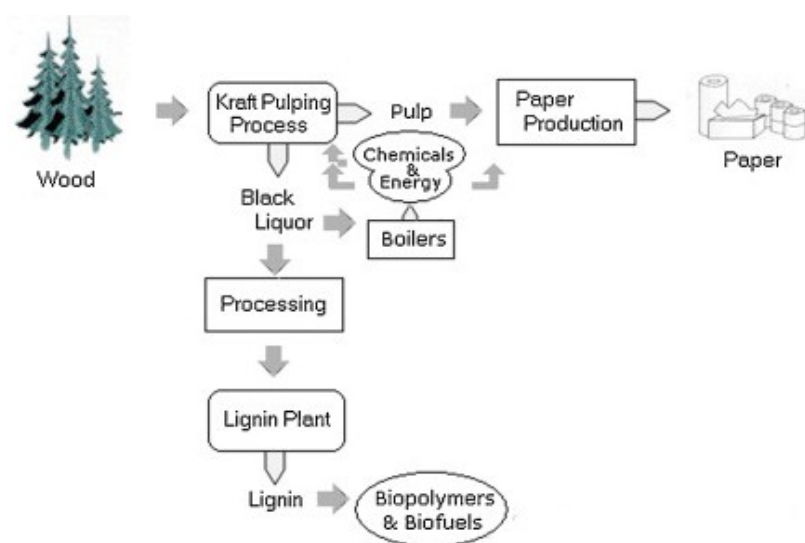 Wood
Kraft Pulping
Process
Pulp
Paper
Production
Paper
Chemicals
&
Energy
Black
Liquor
Boilers
Processing
Lignin Plant
Lignin
Biopolymers
& Biofuels